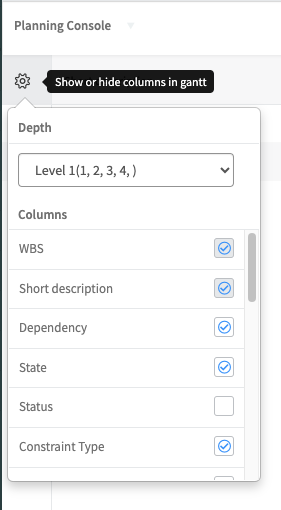 Planning Console
Show or hide columns in gantt
Depth
Level 1(1, 2, 3, 4, )
Columns
WBS
Short description
Dependency
State
Status
Constraint Type